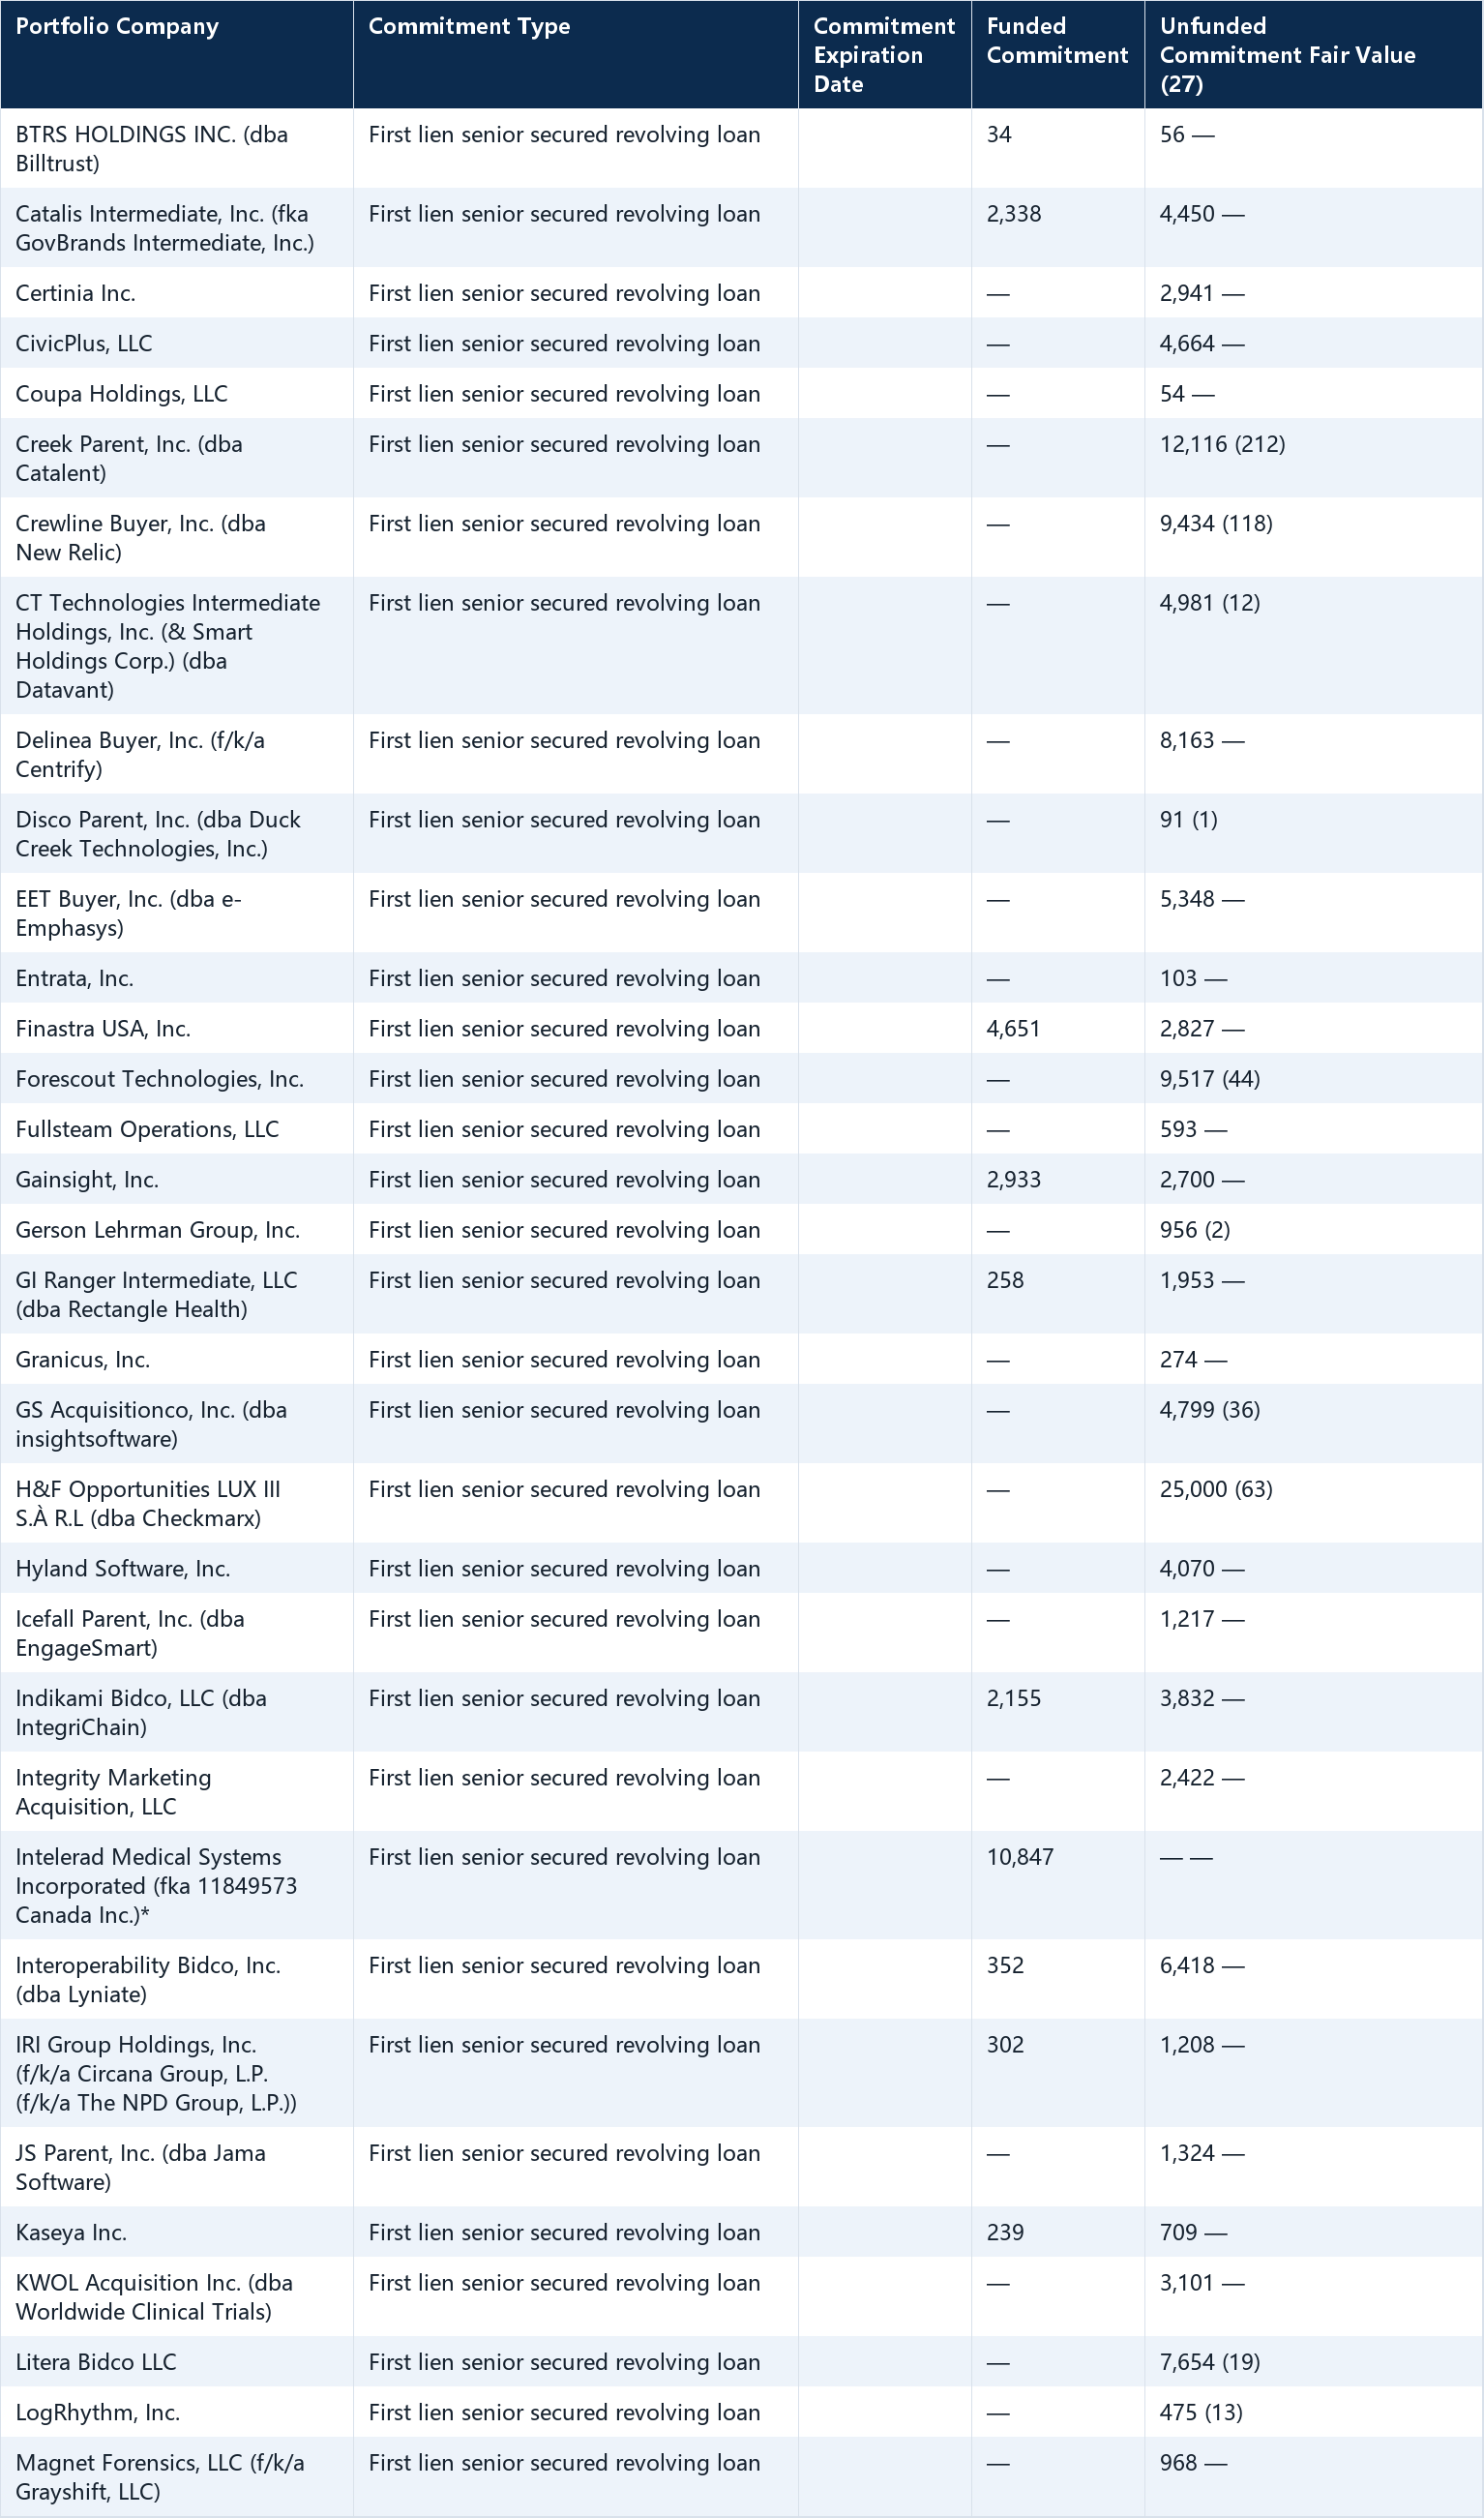 Portfolio Company Commitment Type Commitment Expiration Date Funded Commitment Unfunded Commitment Fair Value (27)
BTRS HOLDINGS INC. (dba Billtrust) First lien senior secured revolving loan 34 56 —
Catalis Intermediate, Inc. (fka GovBrands Intermediate, Inc.) First lien senior secured revolving loan 2,338 4,450 —
Certinia Inc. First lien senior secured revolving loan — 2,941 —
CivicPlus, LLC First lien senior secured revolving loan — 4,664 —
Coupa Holdings, LLC First lien senior secured revolving loan — 54 —
Creek Parent, Inc. (dba Catalent) First lien senior secured revolving loan — 12,116 (212)
Crewline Buyer, Inc. (dba New Relic) First lien senior secured revolving loan — 9,434 (118)
CT Technologies Intermediate Holdings, Inc. (& Smart Holdings Corp.) (dba Datavant) First lien senior secured revolving loan — 4,981 (12)
Delinea Buyer, Inc. (f/k/a Centrify) First lien senior secured revolving loan — 8,163 —
Disco Parent, Inc. (dba Duck Creek Technologies, Inc.) First lien senior secured revolving loan — 91 (1)
EET Buyer, Inc. (dba e-Emphasys) First lien senior secured revolving loan — 5,348 —
Entrata, Inc. First lien senior secured revolving loan — 103 —
Finastra USA, Inc. First lien senior secured revolving loan 4,651 2,827 —
Forescout Technologies, Inc. First lien senior secured revolving loan — 9,517 (44)
Fullsteam Operations, LLC First lien senior secured revolving loan — 593 —
Gainsight, Inc. First lien senior secured revolving loan 2,933 2,700 —
Gerson Lehrman Group, Inc. First lien senior secured revolving loan — 956 (2)
GI Ranger Intermediate, LLC (dba Rectangle Health) First lien senior secured revolving loan 258 1,953 —
Granicus, Inc. First lien senior secured revolving loan — 274 —
GS Acquisitionco, Inc. (dba insightsoftware) First lien senior secured revolving loan — 4,799 (36)
H&F Opportunities LUX III S.À R.L (dba Checkmarx) First lien senior secured revolving loan — 25,000 (63)
Hyland Software, Inc. First lien senior secured revolving loan — 4,070 —
Icefall Parent, Inc. (dba EngageSmart) First lien senior secured revolving loan — 1,217 —
Indikami Bidco, LLC (dba IntegriChain) First lien senior secured revolving loan 2,155 3,832 —
Integrity Marketing Acquisition, LLC First lien senior secured revolving loan — 2,422 —
Intelerad Medical Systems Incorporated (fka 11849573 Canada Inc.)* First lien senior secured revolving loan 10,847 — —
Interoperability Bidco, Inc. (dba Lyniate) First lien senior secured revolving loan 352 6,418 —
IRI Group Holdings, Inc. (f/k/a Circana Group, L.P. (f/k/a The NPD Group, L.P.)) First lien senior secured revolving loan 302 1,208 —
JS Parent, Inc. (dba Jama Software) First lien senior secured revolving loan — 1,324 —
Kaseya Inc. First lien senior secured revolving loan 239 709 —
KWOL Acquisition Inc. (dba Worldwide Clinical Trials) First lien senior secured revolving loan — 3,101 —
Litera Bidco LLC First lien senior secured revolving loan — 7,654 (19)
LogRhythm, Inc. First lien senior secured revolving loan — 475 (13)
Magnet Forensics, LLC (f/k/a Grayshift, LLC) First lien senior secured revolving loan — 968 —